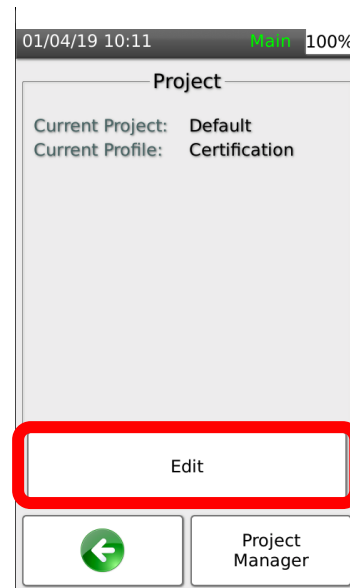 01/04/19 10:11 Main 100%
Project
Current Project: Default
Current Profile: Certification
Edit
Project
Manager